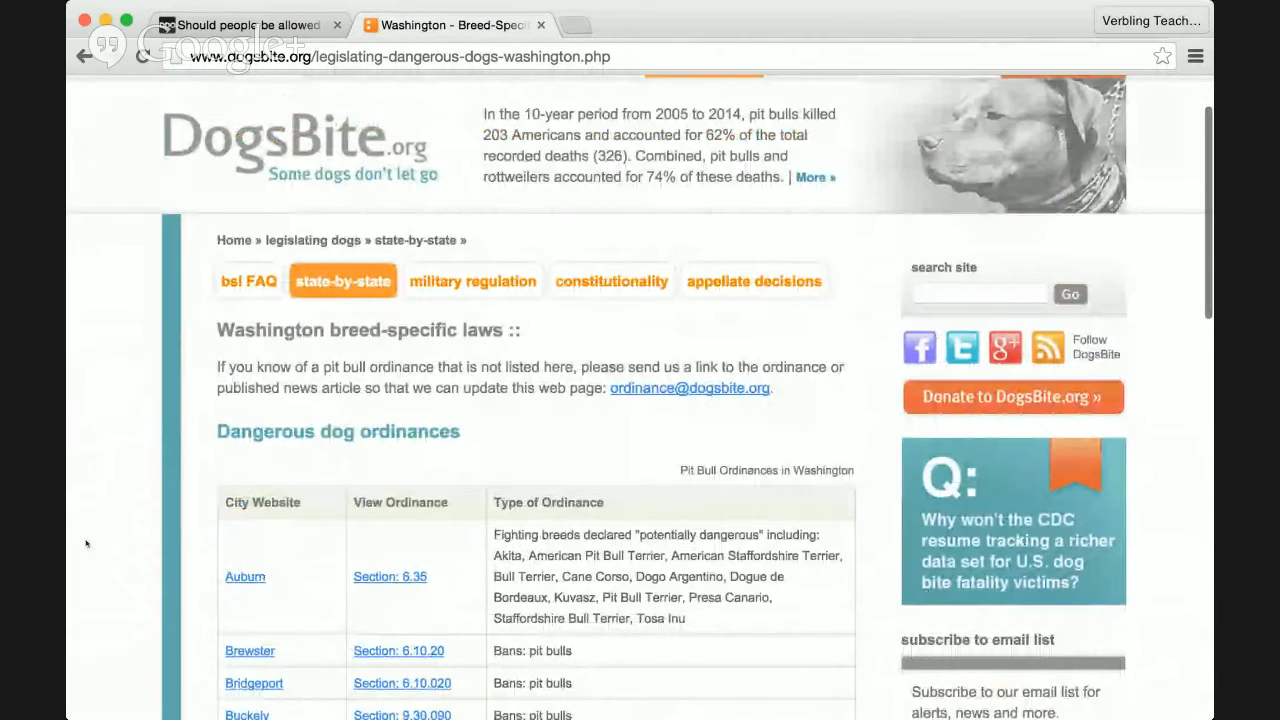 Should people be allowed
Washington - Breed-Speci
Verbling Teach...
Google+
www.dogsbite.org/legislating-dangerous-dogs-washington.php
DogsBite.org
Some dogs don't let go
In the 10-year period from 2005 to 2014, pit bulls killed
203 Americans and accounted for 62% of the total
recorded deaths (326). Combined, pit bulls and
rottweilers accounted for 74% of these deaths. | More »
Home » legislating dogs » state-by-state »
bsl FAQ state-by-state military regulation constitutionality appellate decisions
search site
Go
Washington breed-specific laws ::
Follow
DogsBite
If you know of a pit bull ordinance that is not listed here, please send us a link to the ordinance or
published news article so that we can update this web page: ordinance@dogsbite.org.
Donate to DogsBite.org »
Dangerous dog ordinances
Pit Bull Ordinances in Washington
City Website View Ordinance Type of Ordinance
Auburn Section: 6.35
Fighting breeds declared "potentially dangerous" including:
Akita, American Pit Bull Terrier, American Staffordshire Terrier,
Bull Terrier, Cane Corso, Dogo Argentino, Dogue de
Bordeaux, Kuvasz, Pit Bull Terrier, Presa Canario,
Staffordshire Bull Terrier, Tosa Inu
Brewster Section: 6.10.20 Bans: pit bulls
Bridgeport Section: 6.10.020 Bans: pit bulls
Buckely Section: 9.30.090 Bans: pit bulls
Q:
Why won't the CDC
resume tracking a richer
data set for U.S. dog
bite fatality victims?
subscribe to email list
Subscribe to our email list for
alerts, news and more.